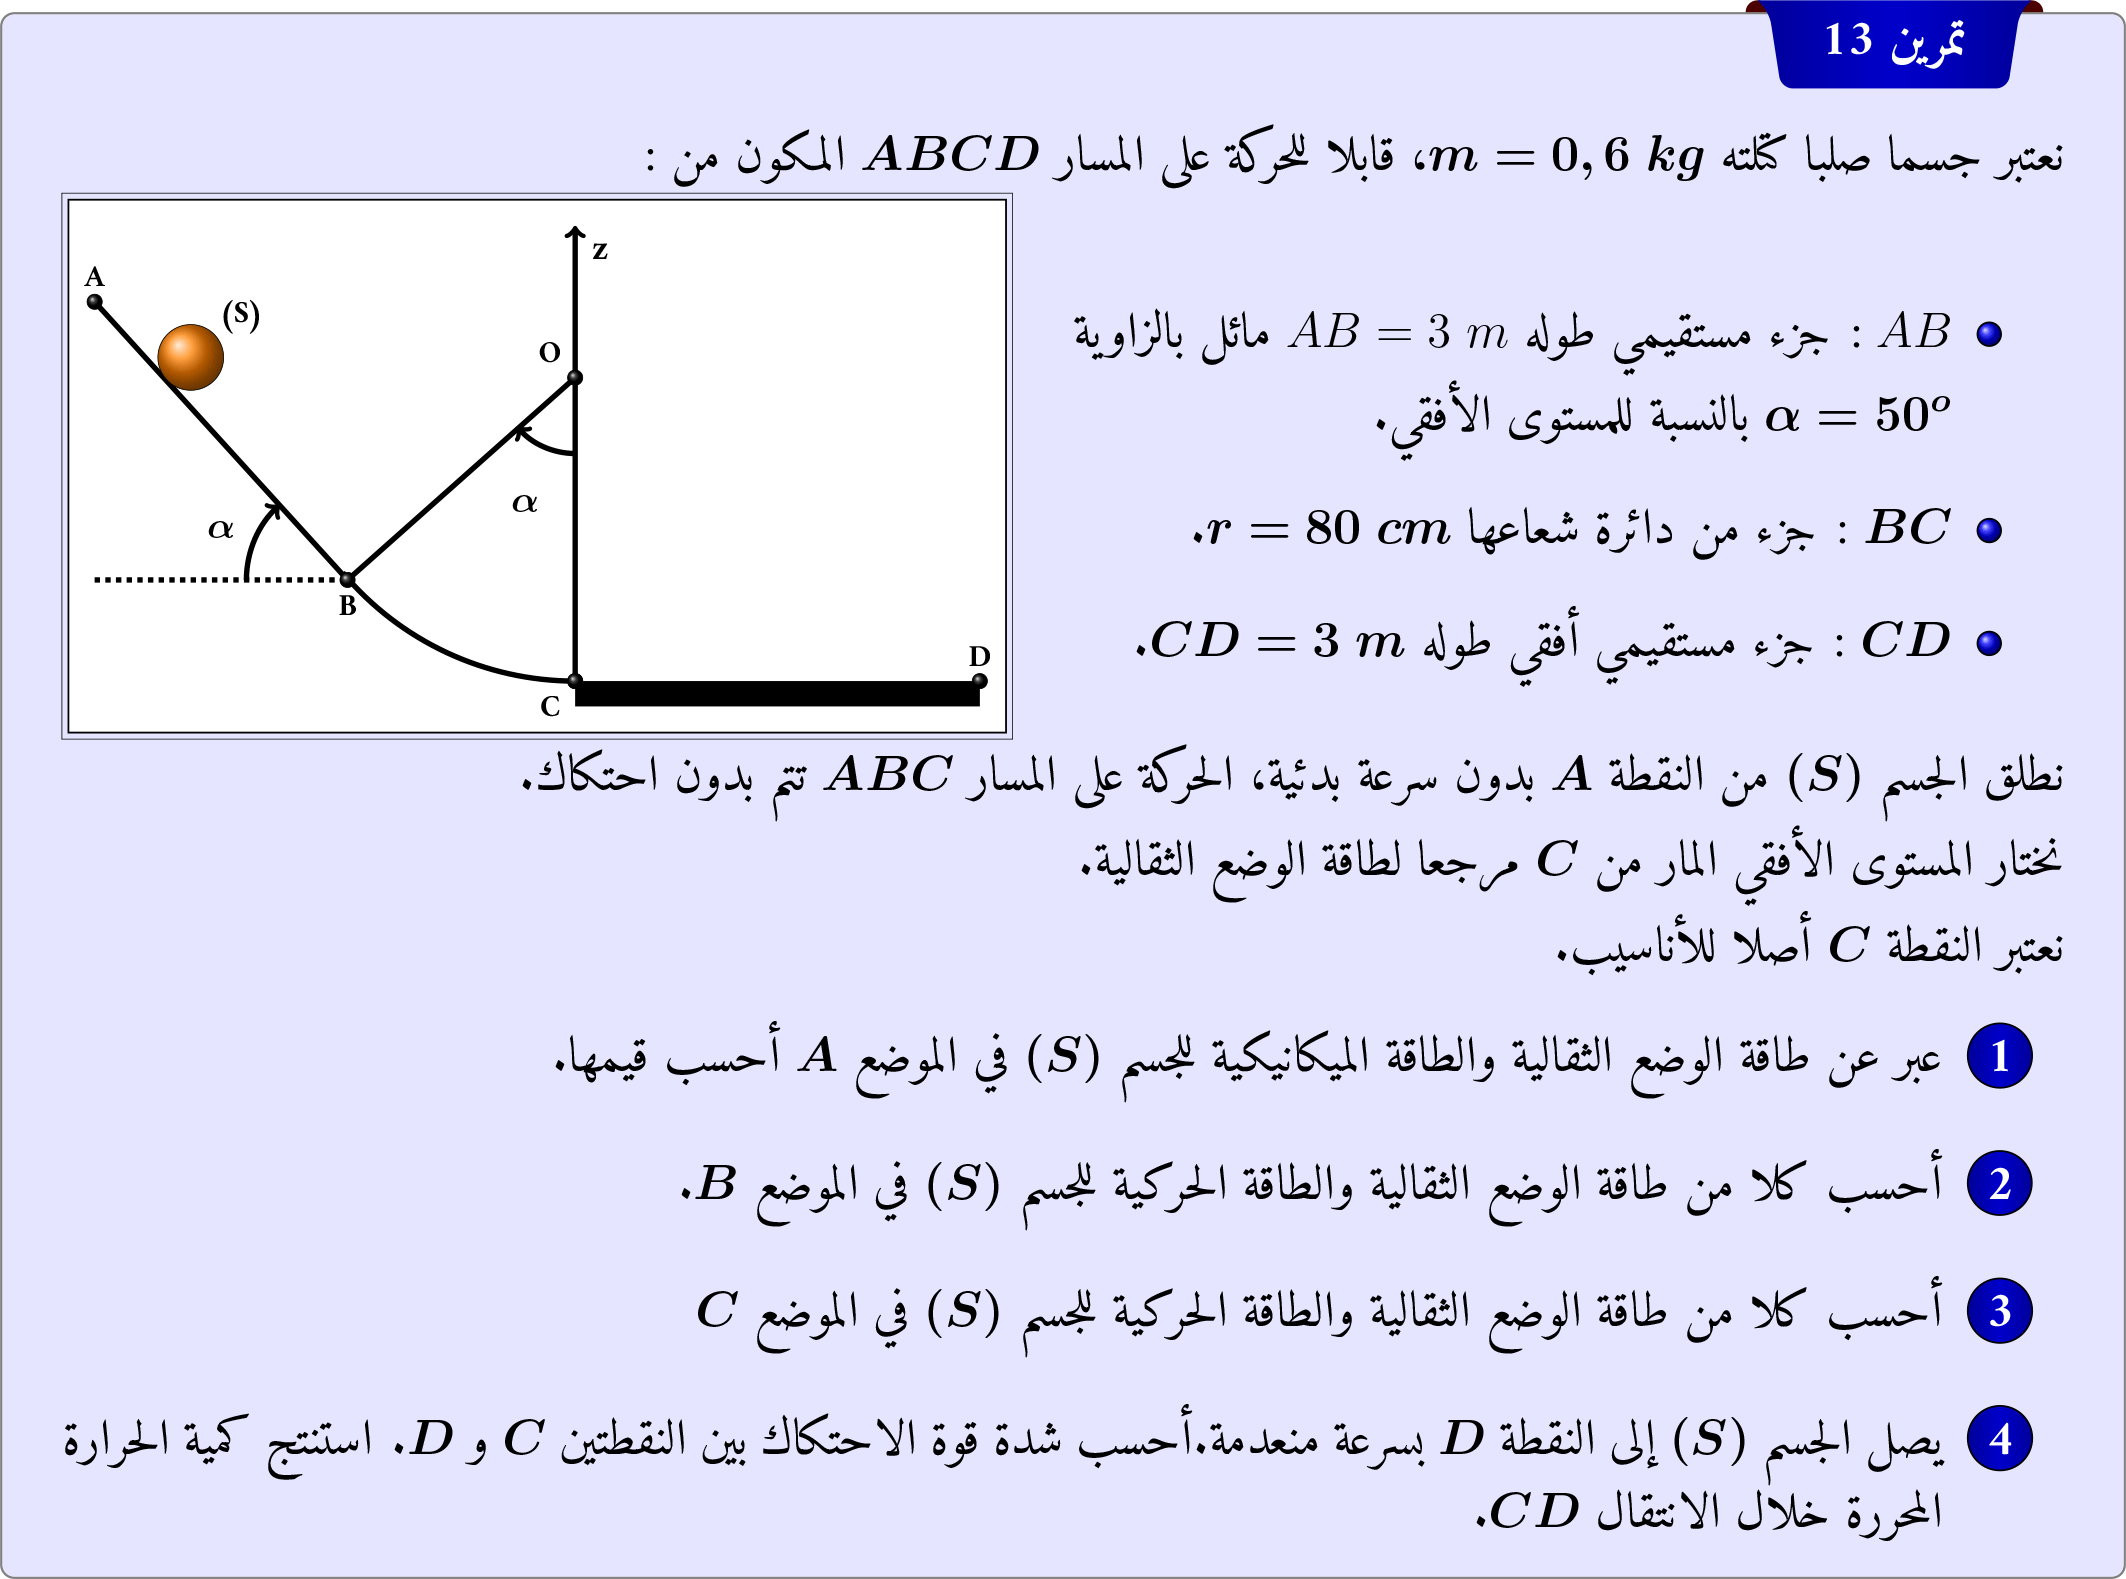 تمرين 13
نعتبر جسما صلبا كتلته m = 0, 6 kg، قابلا للحركة على المسار ABCD المكون من :
AB : جزء مستقيمي طوله AB = 3 m مائل بالزاوية
α = 50° بالنسبة للمستوى الأفقي.
BC : جزء من دائرة شعاعها r = 80 cm.
CD : جزء مستقيمي أفقي طوله CD = 3 m.
z
A
(S)
O
α
α
B
D
C
نطلق الجسم (S) من النقطة A بدون سرعة بدئية، الحركة على المسار ABC تتم بدون احتكاك.
نختار المستوى الأفقي المار من C مرجعا لطاقة الوضع الثقالية.
نعتبر النقطة C أصلا للأناسيب.
1 عبر عن طاقة الوضع الثقالية والطاقة الميكانيكية للجسم (S) في الموضع A أحسب قيمها.
2 أحسب كلا من طاقة الوضع الثقالية والطاقة الحركية للجسم (S) في الموضع B.
3 أحسب كلا من طاقة الوضع الثقالية والطاقة الحركية للجسم (S) في الموضع C
4 يصل الجسم (S) إلى النقطة D بسرعة منعدمة.أحسب شدة قوة الاحتكاك بين النقطتين C و D. استنتج كمية الحرارة
المحررة خلال الانتقال CD.